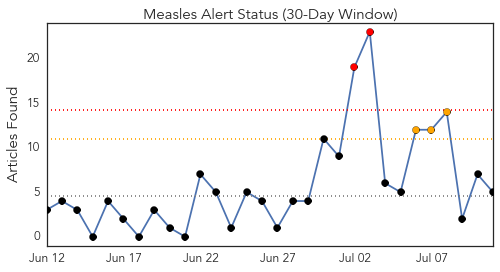 Measles Alert Status (30-Day Window)
Articles Found
20
15
10
5
0
Jun 12 Jun 17 Jun 22 Jun 27 Jul 02 Jul 07